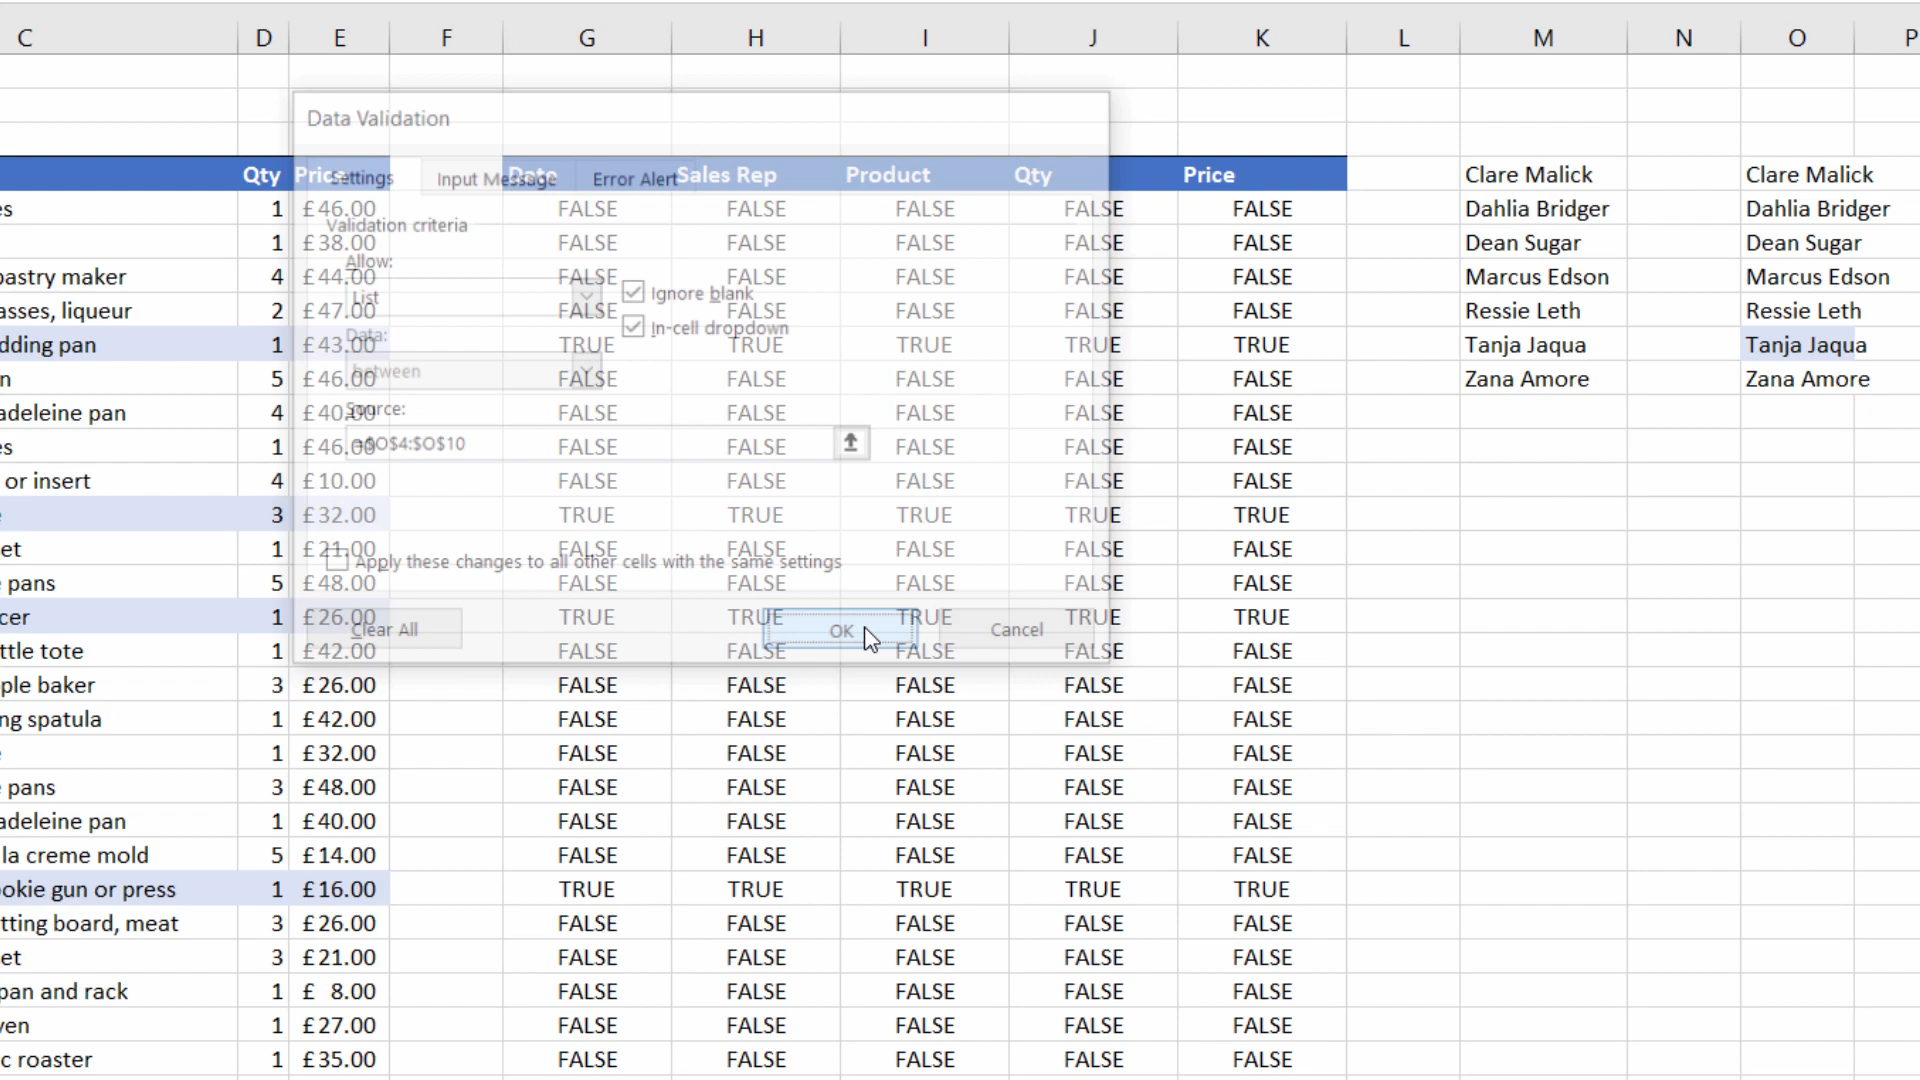 C D E F G H I J K L M N O P
Data Validation
Qty Price Date Sales Rep Product Qty Price Clare Malick Clare Malick
Settings Input Message Error Alert
es 1 £46.00 FALSE FALSE FALSE FALSE FALSE Dahlia Bridger Dahlia Bridger
Validation criteria
1 £38.00 FALSE FALSE FALSE FALSE FALSE Dean Sugar Dean Sugar
Allow:
pastry maker 4 £44.00 FALSE FALSE FALSE FALSE FALSE Marcus Edson Marcus Edson
List Ignore blank
asses, liqueur 2 £47.00 FALSE FALSE FALSE FALSE FALSE Ressie Leth Ressie Leth
Data: In-cell dropdown
dding pan 1 £43.00 TRUE TRUE TRUE TRUE TRUE Tanja Jaqua Tanja Jaqua
between
n 5 £46.00 FALSE FALSE FALSE FALSE FALSE Zana Amore Zana Amore
Source:
adeleine pan 4 £40.00 FALSE FALSE FALSE FALSE FALSE
=$O$4:$O$10
es 1 £46.00 FALSE FALSE FALSE FALSE FALSE
or insert 4 £10.00 FALSE FALSE FALSE FALSE FALSE
e 3 £32.00 TRUE TRUE TRUE TRUE TRUE
et 1 £21.00 FALSE FALSE FALSE FALSE FALSE
Apply these changes to all other cells with the same settings
e pans 5 £48.00 FALSE FALSE FALSE FALSE FALSE
cer 1 £26.00 TRUE TRUE TRUE TRUE TRUE
Clear All OK Cancel
ttle tote 1 £42.00 FALSE FALSE FALSE FALSE FALSE
ple baker 3 £26.00 FALSE FALSE FALSE FALSE FALSE
ng spatula 1 £42.00 FALSE FALSE FALSE FALSE FALSE
e 1 £32.00 FALSE FALSE FALSE FALSE FALSE
e pans 3 £48.00 FALSE FALSE FALSE FALSE FALSE
adeleine pan 1 £40.00 FALSE FALSE FALSE FALSE FALSE
la creme mold 5 £14.00 FALSE FALSE FALSE FALSE FALSE
ookie gun or press 1 £16.00 TRUE TRUE TRUE TRUE TRUE
tting board, meat 3 £26.00 FALSE FALSE FALSE FALSE FALSE
et 3 £21.00 FALSE FALSE FALSE FALSE FALSE
pan and rack 1 £ 8.00 FALSE FALSE FALSE FALSE FALSE
ven 1 £27.00 FALSE FALSE FALSE FALSE FALSE
c roaster 1 £35.00 FALSE FALSE FALSE FALSE FALSE